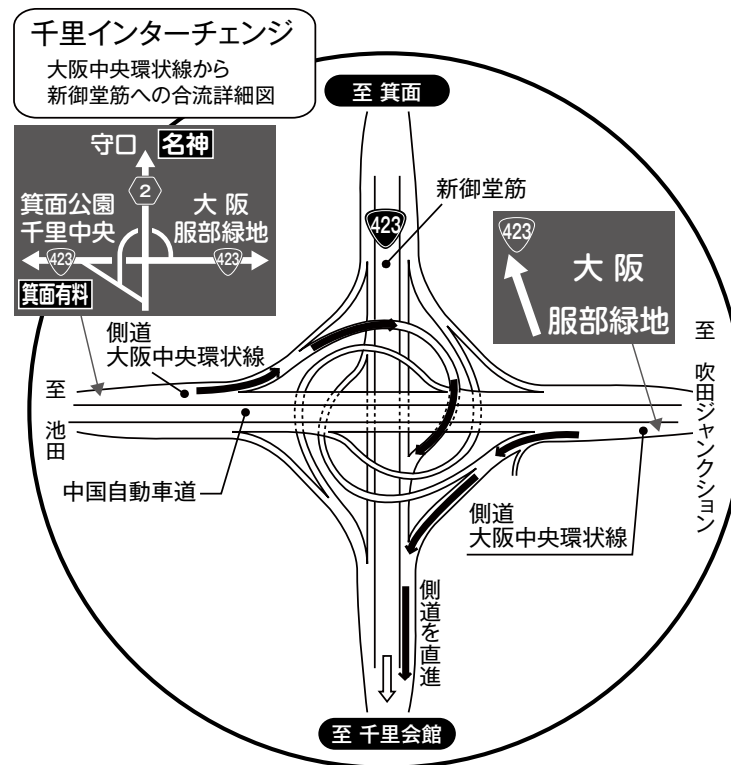 千里インターチェンジ
大阪中央環状線から
新御堂筋への合流詳細図
至 箕面
守口 名神
2
箕面公園
千里中央
大阪
服部緑地
423
423
箕面有料
新御堂筋
423
423
大阪
服部緑地
側道
大阪中央環状線
至 池田
中国自動車道
至 吹田ジャンクション
側道
大阪中央環状線
側道を直進
至 千里会館